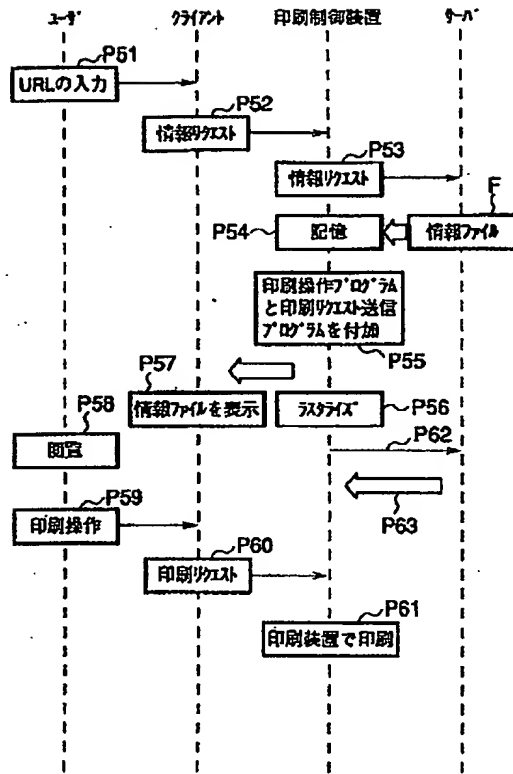 ユーザ クライアント 印刷制御装置 サーバ
P51
URLの入力
P52
情報リクエスト
P53
情報リクエスト
F
P54 記憶 情報ファイル
印刷操作プログラム
と印刷リクエスト送信
プログラムを付加
P55
P57
情報ファイルを表示 ラスタライズ P56
P58
P62
閲覧
P59
P63
印刷操作
P60
印刷リクエスト
P61
印刷装置で印刷